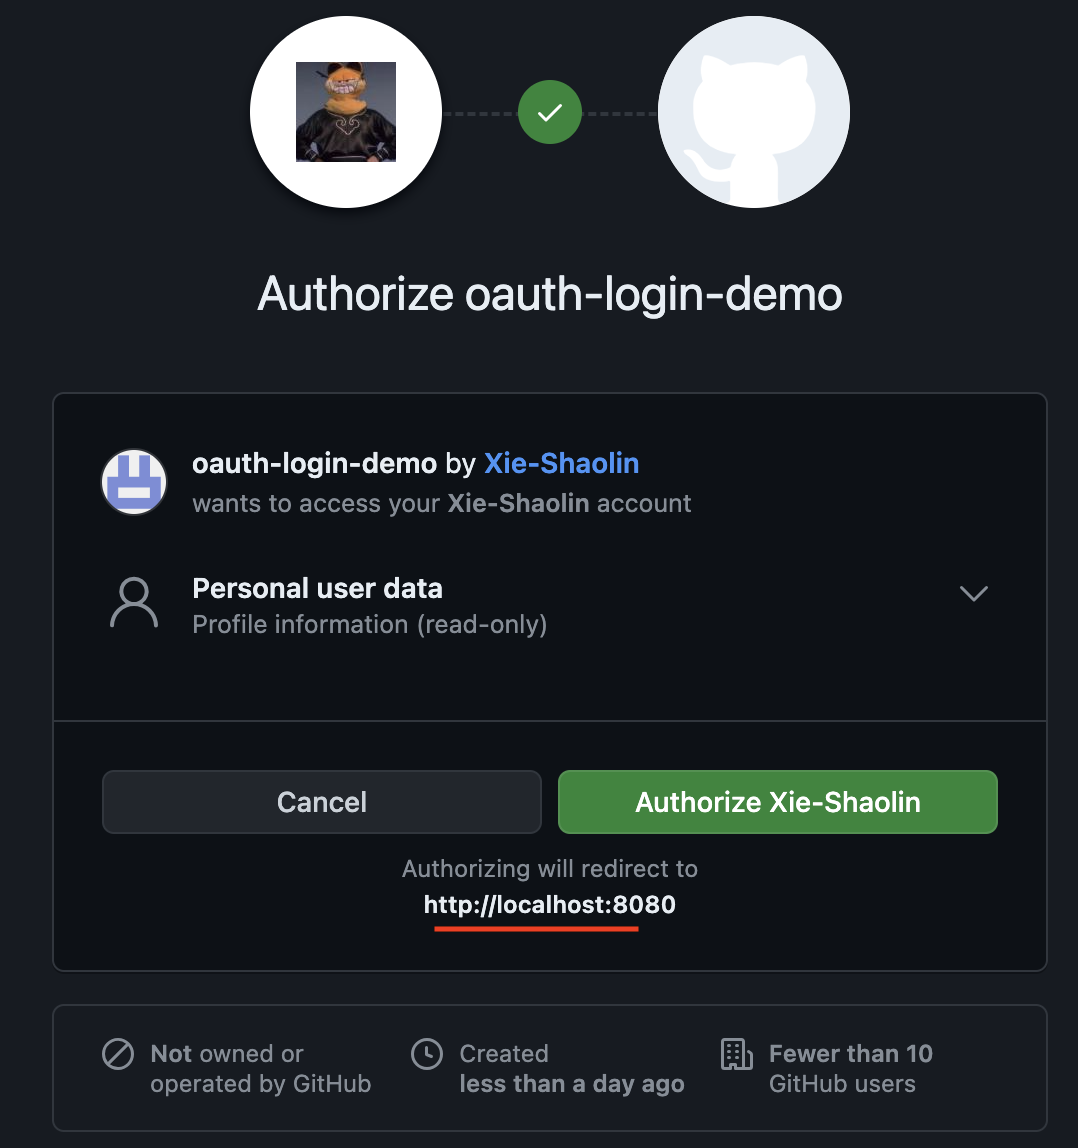 Authorize oauth-login-demo
oauth-login-demo by Xie-Shaolin
wants to access your Xie-Shaolin account
Personal user data
Profile information (read-only)
Cancel
Authorize Xie-Shaolin
Authorizing will redirect to
http://localhost:8080
Not owned or
operated by GitHub
Created
less than a day ago
Fewer than 10
GitHub users